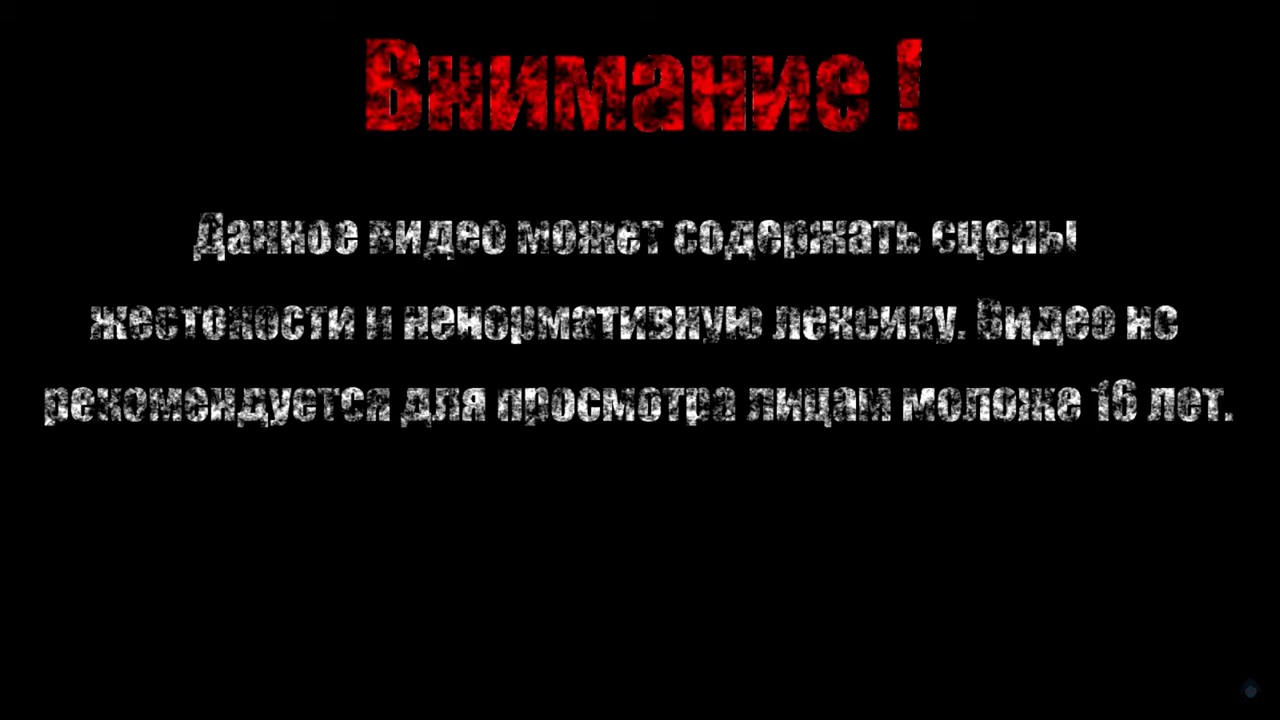 Внимание !
Данное видео может содержать сцены
жестокости и ненормативную лексику. Видео не
рекомендуется для просмотра лицам моложе 16 лет.